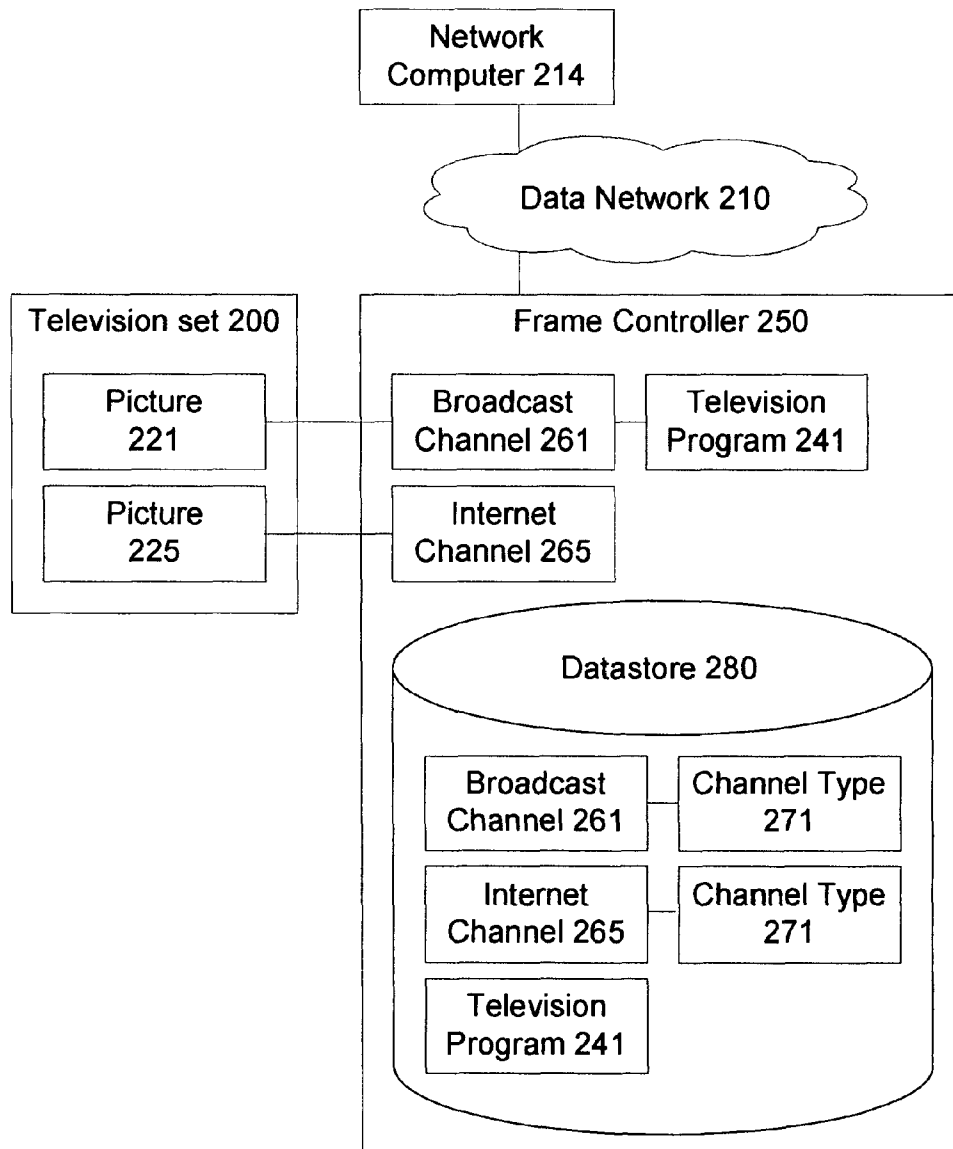 Network
Computer 214
Data Network 210
Television set 200
Frame Controller 250
Picture
221
Broadcast
Channel 261
Television
Program 241
Picture
225
Internet
Channel 265
Datastore 280
Broadcast
Channel 261
Channel Type
271
Internet
Channel 265
Channel Type
271
Television
Program 241